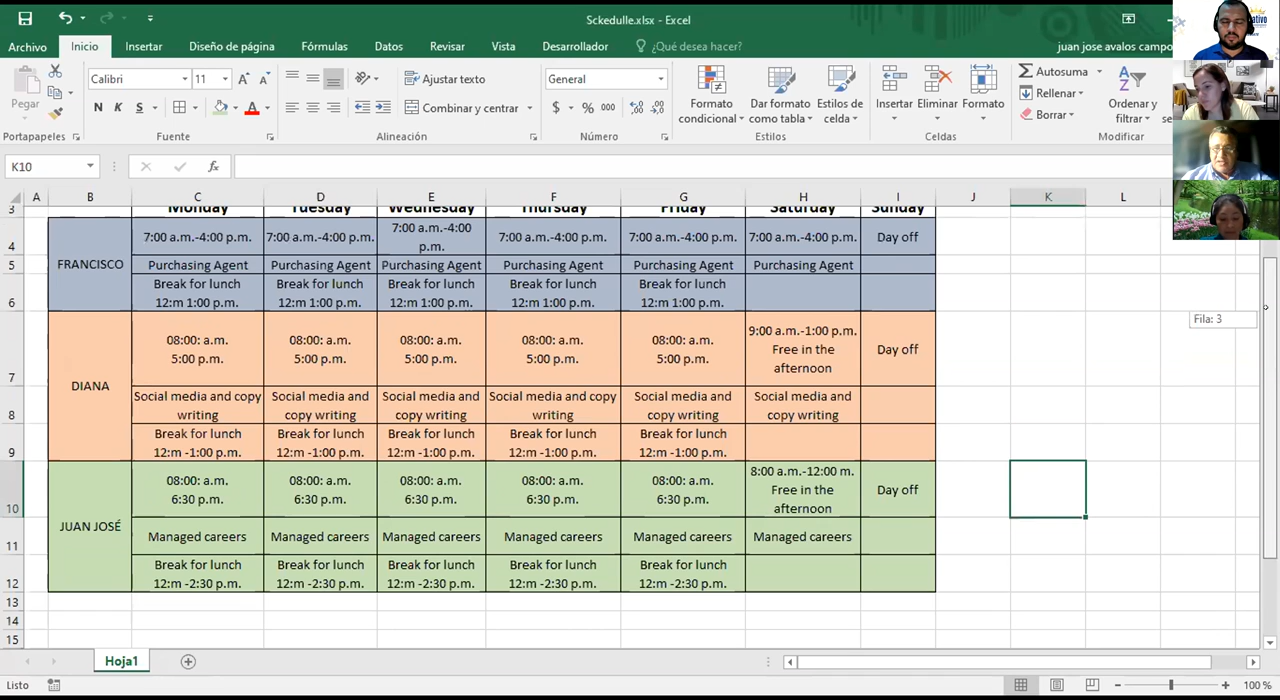 Sckedulle.xlsx - Excel
Archivo Inicio Insertar Diseño de página Fórmulas Datos Revisar Vista Desarrollador ¿Qué desea hacer? juan jose avalos campo
Pegar
Calibri 11
N K S
Ajustar texto
Combinar y centrar
General
$ % 000
Formato condicional
Dar formato como tabla
Estilos de celda
Insertar Eliminar Formato
Autosuma
Rellenar
Borrar
Ordenar y filtrar
Portapapeles Fuente Alineación Número Estilos Celdas Modificar
K10 fx
A B C D E F G H I J K L
3 Monday Tuesday Wednesday Thursday Friday Saturday Sunday
FRANCISCO
4 7:00 a.m.-4:00 p.m. 7:00 a.m.-4:00 p.m. 7:00 a.m.-4:00 p.m. 7:00 a.m.-4:00 p.m. 7:00 a.m.-4:00 p.m. 7:00 a.m.-4:00 p.m. Day off
5 Purchasing Agent Purchasing Agent Purchasing Agent Purchasing Agent Purchasing Agent Purchasing Agent
6 Break for lunch Break for lunch Break for lunch Break for lunch Break for lunch
12:m 1:00 p.m. 12:m 1:00 p.m. 12:m 1:00 p.m. 12:m 1:00 p.m. 12:m 1:00 p.m.
Fila: 3
DIANA
7 08:00: a.m. 08:00: a.m. 08:00: a.m. 08:00: a.m. 08:00: a.m. 9:00 a.m.-1:00 p.m.
5:00 p.m. 5:00 p.m. 5:00 p.m. 5:00 p.m. 5:00 p.m. Free in the afternoon Day off
8 Social media and copy Social media and Social media and Social media and copy Social media and Social media and
writing copy writing copy writing writing copy writing copy writing
9 Break for lunch Break for lunch Break for lunch Break for lunch Break for lunch
12:m -1:00 p.m. 12:m -1:00 p.m. 12:m -1:00 p.m. 12:m -1:00 p.m. 12:m -1:00 p.m.
JUAN JOSÉ
10 08:00: a.m. 08:00: a.m. 08:00: a.m. 08:00: a.m. 08:00: a.m. 8:00 a.m.-12:00 m.
6:30 p.m. 6:30 p.m. 6:30 p.m. 6:30 p.m. 6:30 p.m. Free in the afternoon Day off
11 Managed careers Managed careers Managed careers Managed careers Managed careers Managed careers
12 Break for lunch Break for lunch Break for lunch Break for lunch Break for lunch
12:m -2:30 p.m. 12:m -2:30 p.m. 12:m -2:30 p.m. 12:m -2:30 p.m. 12:m -2:30 p.m.
13
14
15
Hoja1
Listo 100 %